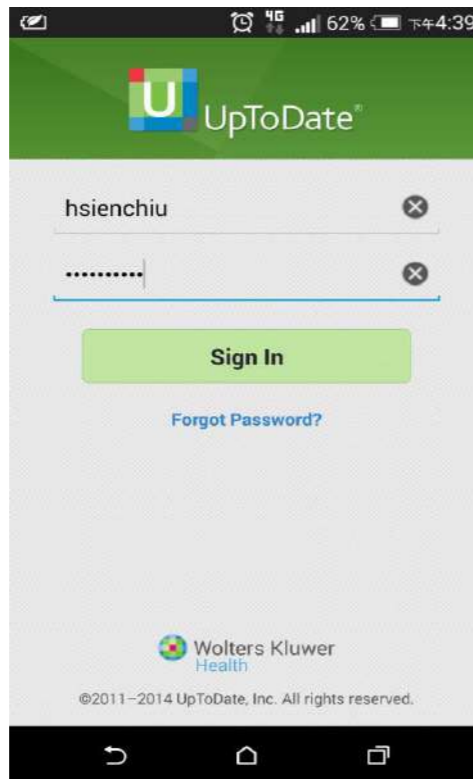 4G 62% 下午4:39
U UpToDate®
hsienchiu
••••••••••
Sign In
Forgot Password?
Wolters Kluwer
Health
©2011–2014 UpToDate, Inc. All rights reserved.